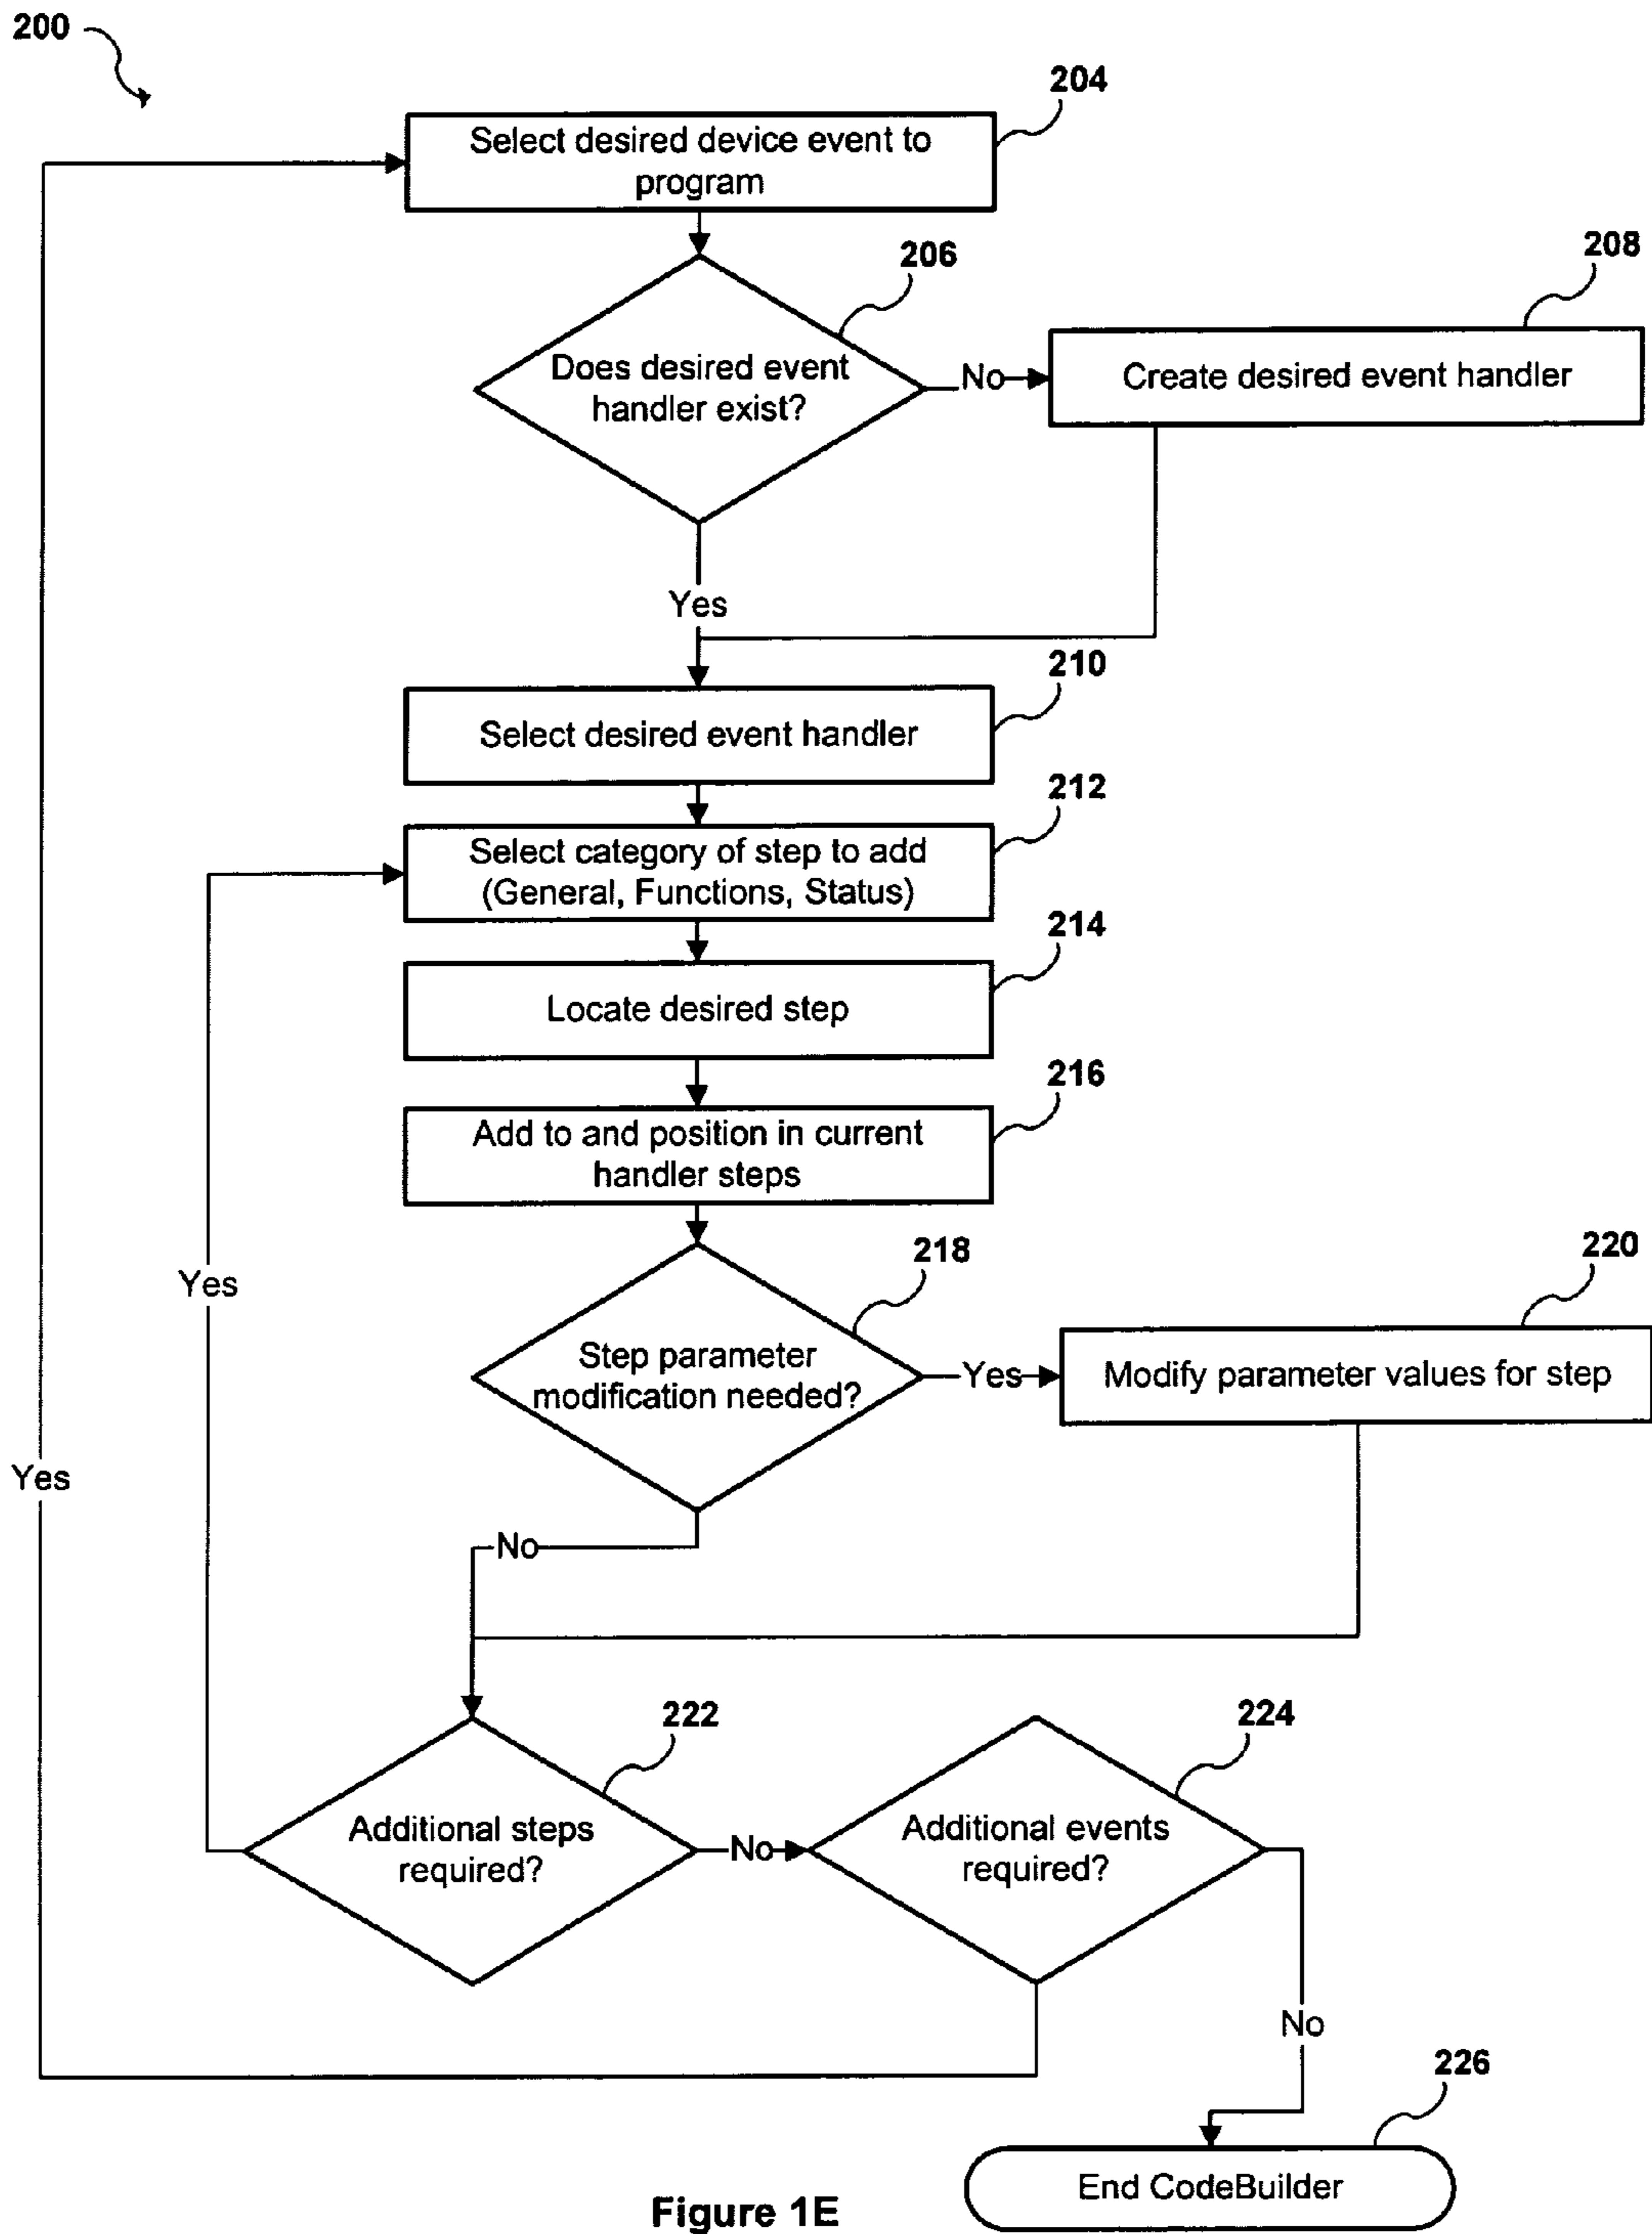 200
204
Select desired device event to
program
206
208
Does desired event
handler exist?
No
Create desired event handler
Yes
210
Select desired event handler
212
Select category of step to add
(General, Functions, Status)
214
Locate desired step
216
Add to and position in current
handler steps
218
220
Yes
Step parameter
modification needed?
Yes
Modify parameter values for step
Yes
No
222
224
Additional steps
required?
No
Additional events
required?
No
226
End CodeBuilder
Figure 1E